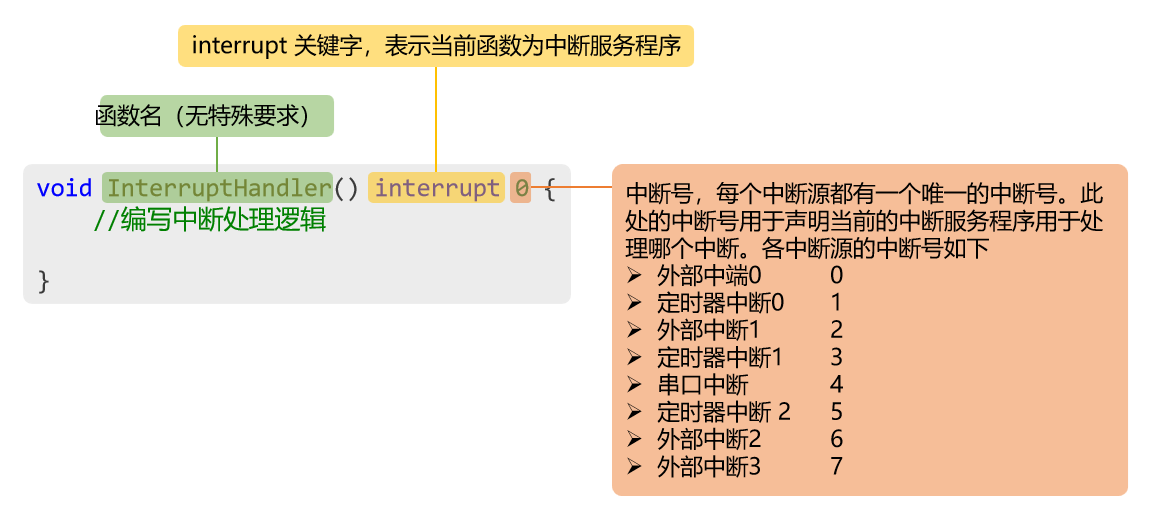 interrupt 关键字，表示当前函数为中断服务程序
函数名（无特殊要求）
void InterruptHandler() interrupt 0 {
//编写中断处理逻辑
}
中断号，每个中断源都有一个唯一的中断号。此
处的中断号用于声明当前的中断服务程序用于处
理哪个中断。各中断源的中断号如下
➢ 外部中端0 0
➢ 定时器中断0 1
➢ 外部中断1 2
➢ 定时器中断1 3
➢ 串口中断 4
➢ 定时器中断 2 5
➢ 外部中断2 6
➢ 外部中断3 7